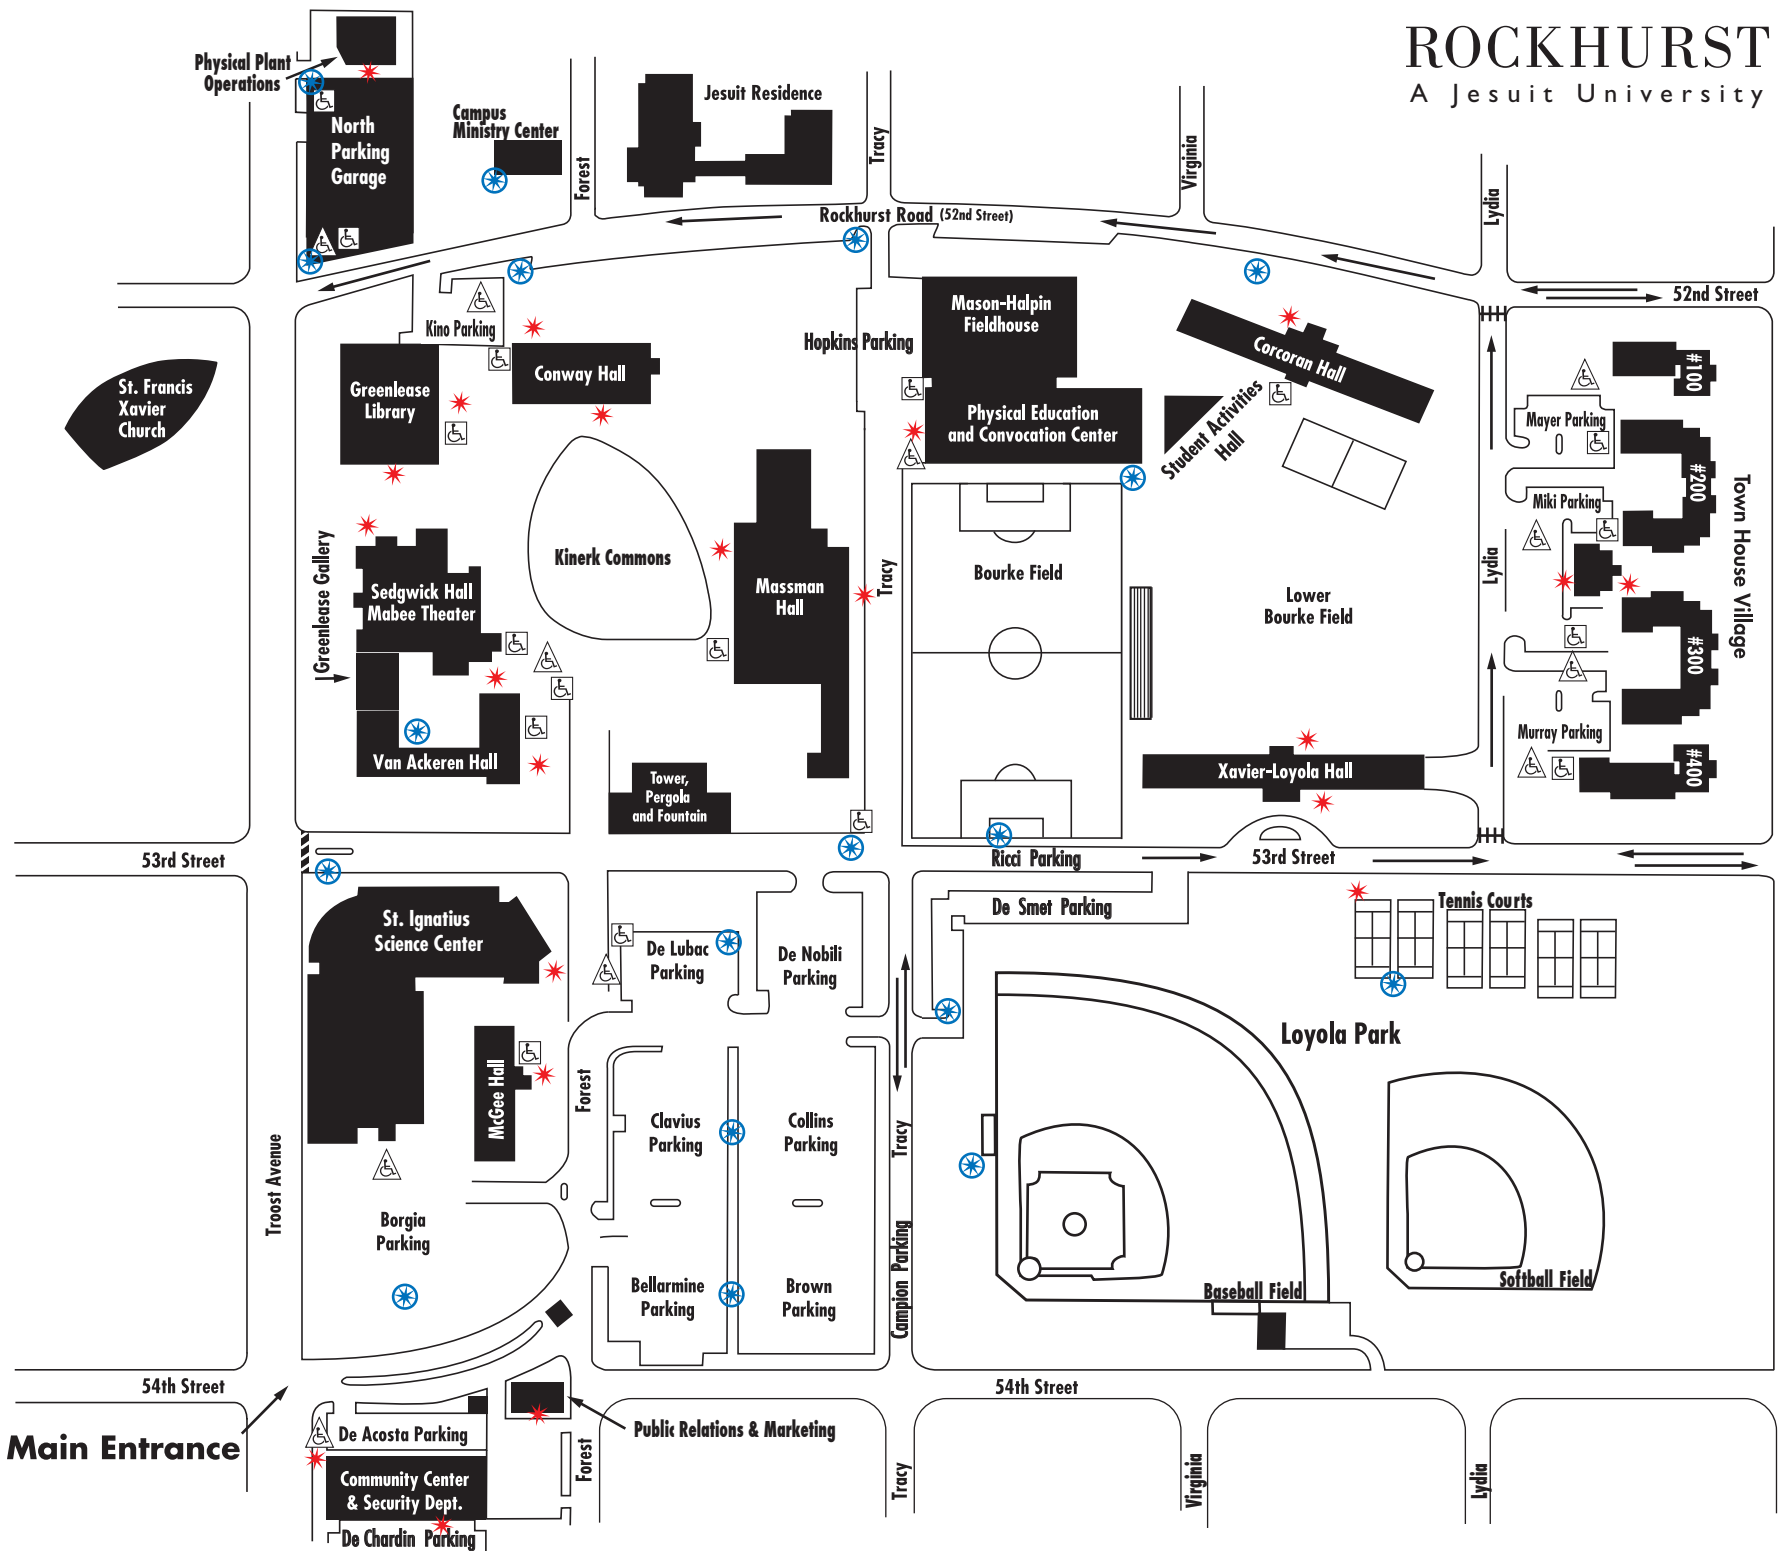 ROCKHURST
A Jesuit University
Physical Plant
Operations
North
Parking
Garage
Campus
Ministry Center
Forest
Jesuit Residence
Tracy
Virginia
Lydia
Rockhurst Road (52nd Street)
52nd Street
St. Francis
Xavier
Church
Kino Parking
Greenlease
Library
Conway Hall
Hopkins Parking
Mason-Halpin
Fieldhouse
Physical Education
and Convocation Center
Corcoran Hall
Student Activities
Hall
#100
Mayer Parking
#200
Miki Parking
Town House Village
#300
Murray Parking
#400
Greenlease Gallery
Sedgwick Hall
Mabee Theater
Kinerk Commons
Massman
Hall
Tracy
Bourke Field
Lower
Bourke Field
Lydia
Van Ackeren Hall
Tower,
Pergola
and Fountain
Xavier-Loyola Hall
53rd Street
Ricci Parking
53rd Street
St. Ignatius
Science Center
De Lubac
Parking
De Nobili
Parking
De Smet Parking
Tennis Courts
Loyola Park
McGee Hall
Forest
Clavius
Parking
Collins
Parking
Tracy
Troost Avenue
Borgia
Parking
Campion Parking
Bellarmine
Parking
Brown
Parking
Baseball Field
Softball Field
54th Street
54th Street
Main Entrance
De Acosta Parking
Public Relations & Marketing
Community Center
& Security Dept.
De Chardin Parking
Forest
Tracy
Virginia
Lydia